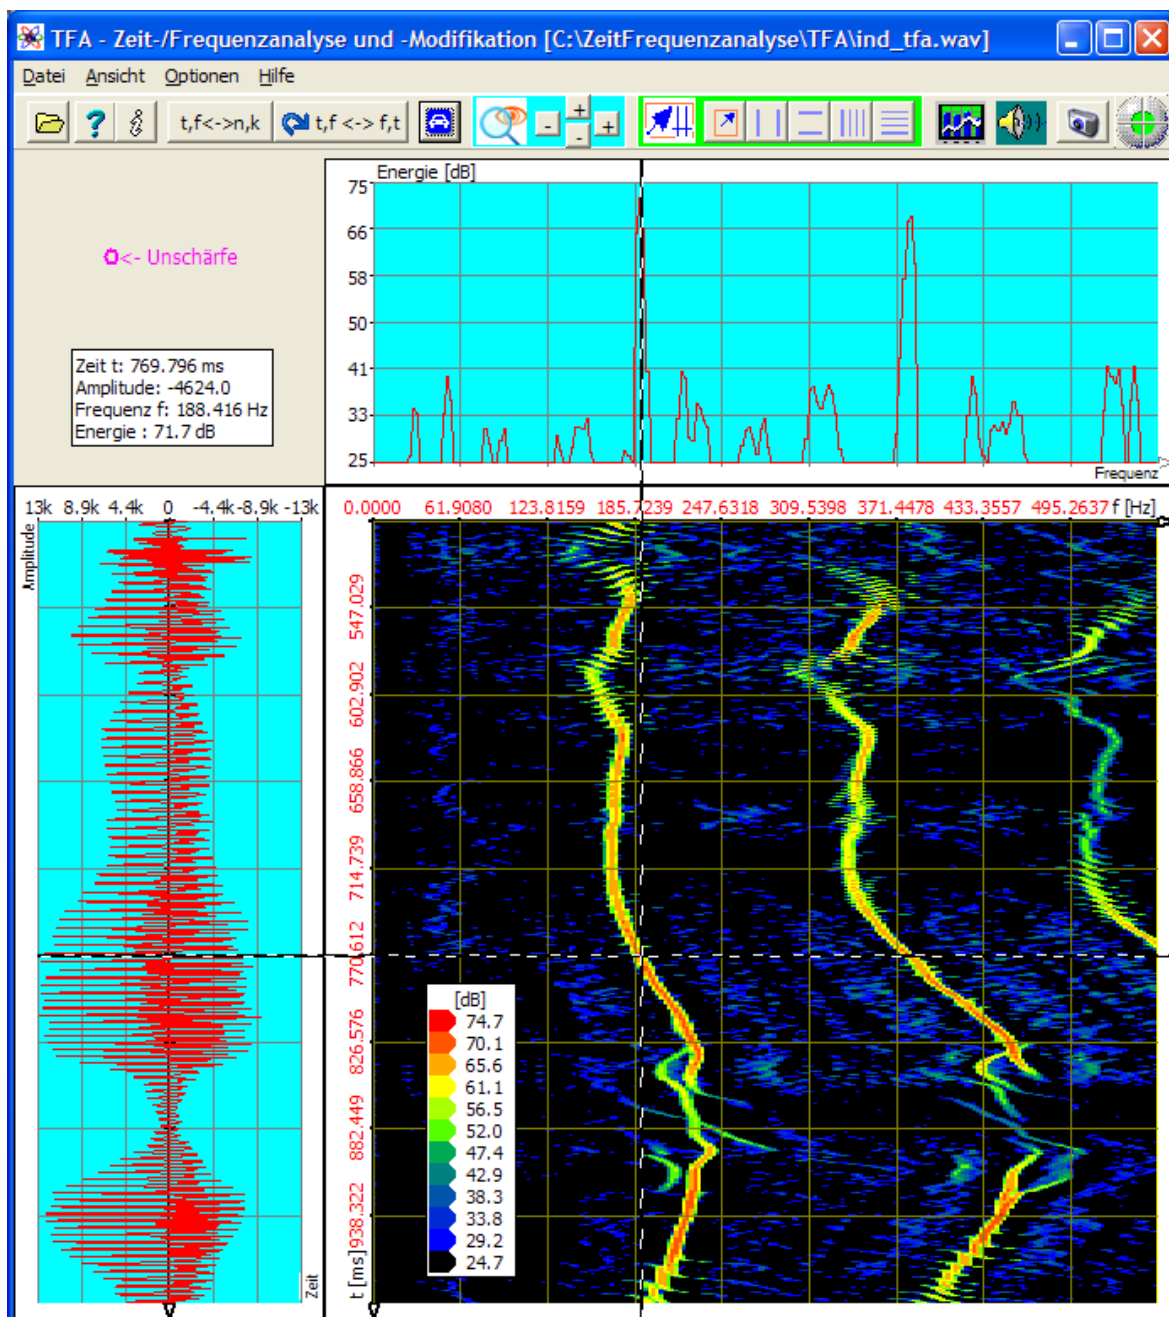 TFA - Zeit-/Frequenzanalyse und -Modifikation [C:\ZeitFrequenzanalyse\TFA\ind_tfa.wav]
Datei Ansicht Optionen Hilfe
? i t,f<->n,k t,f <-> f,t - + - +
Energie [dB]
75
66
58
50
41
33
25
Frequenz
<- Unschärfe
Zeit t: 769.796 ms
Amplitude: -4624.0
Frequenz f: 188.416 Hz
Energie : 71.7 dB
13k 8.9k 4.4k 0 -4.4k -8.9k -13k
Amplitude
Zeit
0.0000 61.9080 123.8159 185.7239 247.6318 309.5398 371.4478 433.3557 495.2637 f [Hz]
547.029
602.902
658.866
714.739
770.612
826.576
882.449
938.322
t [ms]
[dB]
74.7
70.1
65.6
61.1
56.5
52.0
47.4
42.9
38.3
33.8
29.2
24.7